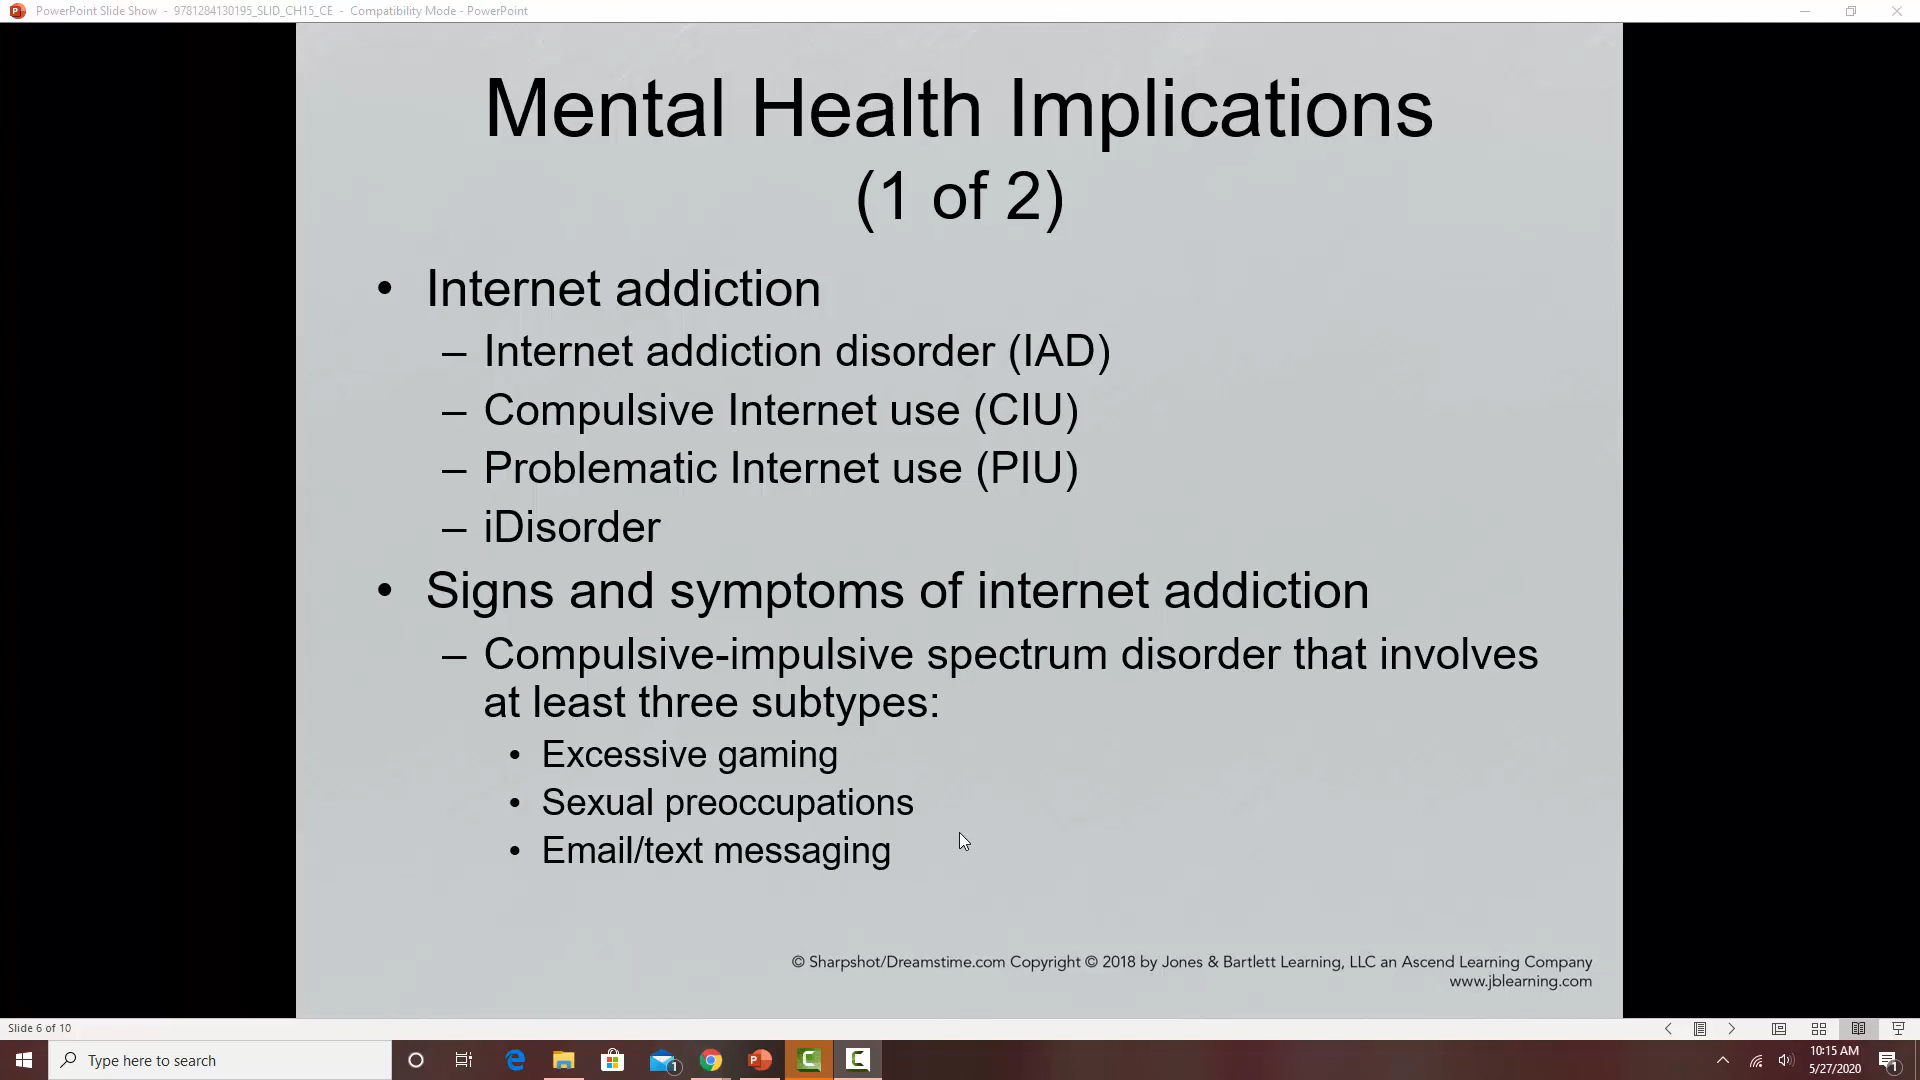 PowerPoint Slide Show - 9781284130195_SLID_CH15_CE - Compatibility Mode - PowerPoint
Mental Health Implications
(1 of 2)
• Internet addiction
– Internet addiction disorder (IAD)
– Compulsive Internet use (CIU)
– Problematic Internet use (PIU)
– iDisorder
• Signs and symptoms of internet addiction
– Compulsive-impulsive spectrum disorder that involves
at least three subtypes:
• Excessive gaming
• Sexual preoccupations
• Email/text messaging
© Sharpshot/Dreamstime.com Copyright © 2018 by Jones & Bartlett Learning, LLC an Ascend Learning Company
www.jblearning.com
Slide 6 of 10
Type here to search
1
10:15 AM
5/27/2020
1